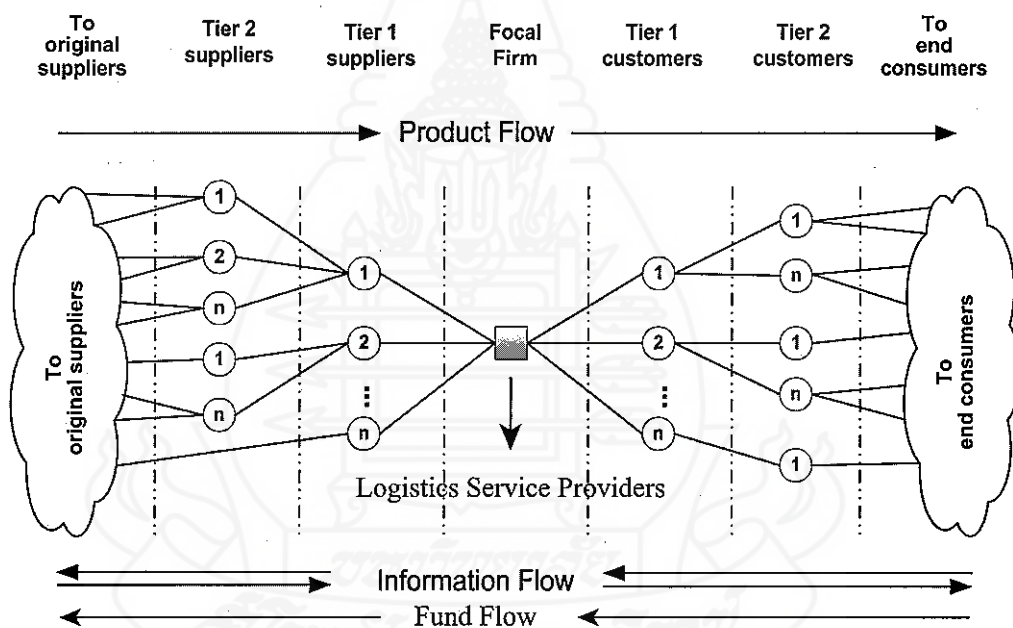 To
original
suppliers
Tier 2
suppliers
Tier 1
suppliers
Focal
Firm
Tier 1
customers
Tier 2
customers
To
end
consumers
Product Flow
To
original suppliers
1
2
n
1
n
1
2
n
1
2
n
1
n
1
n
1
To
end consumers
Logistics Service Providers
Information Flow
Fund Flow